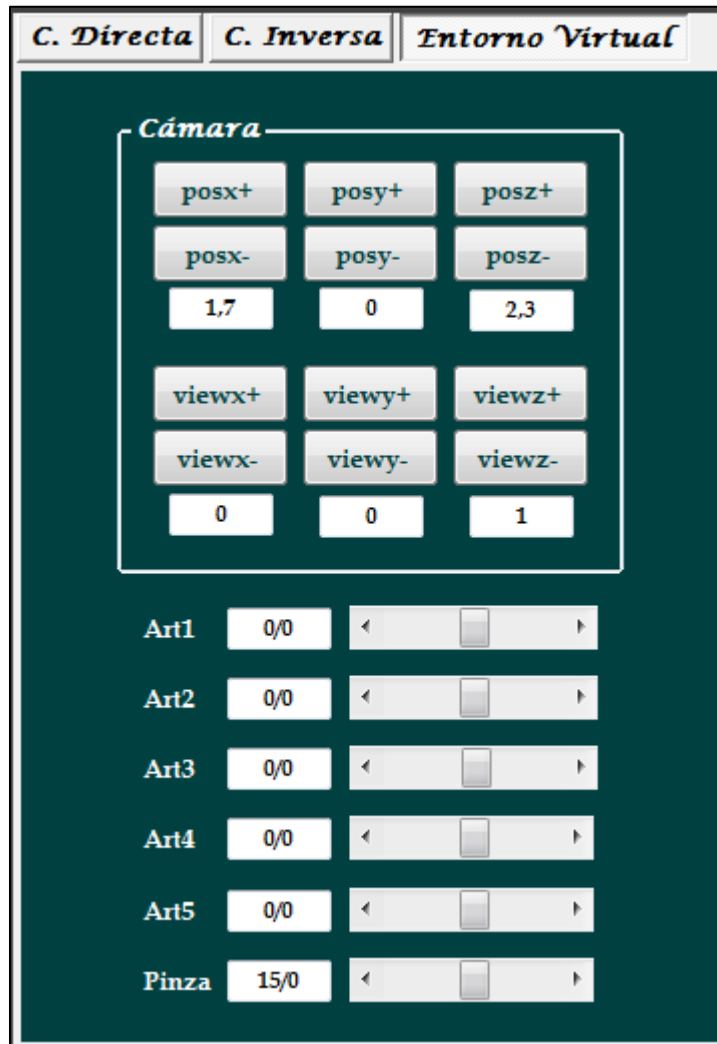 C. Directa C. Inversa Entorno Virtual
Cámara
posx+ posy+ posz+
posx- posy- posz-
1,7 0 2,3
viewx+ viewy+ viewz+
viewx- viewy- viewz-
0 0 1
Art1 0/0
Art2 0/0
Art3 0/0
Art4 0/0
Art5 0/0
Pinza 15/0